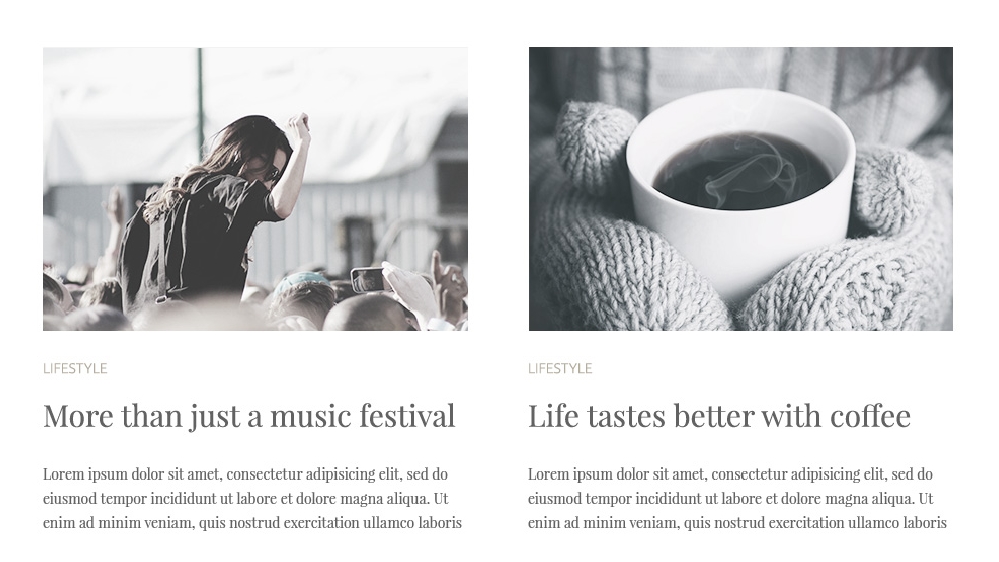 LIFESTYLE
More than just a music festival
Lorem ipsum dolor sit amet, consectetur adipisicing elit, sed do
eiusmod tempor incididunt ut labore et dolore magna aliqua. Ut
enim ad minim veniam, quis nostrud exercitation ullamco laboris
LIFESTYLE
Life tastes better with coffee
Lorem ipsum dolor sit amet, consectetur adipisicing elit, sed do
eiusmod tempor incididunt ut labore et dolore magna aliqua. Ut
enim ad minim veniam, quis nostrud exercitation ullamco laboris